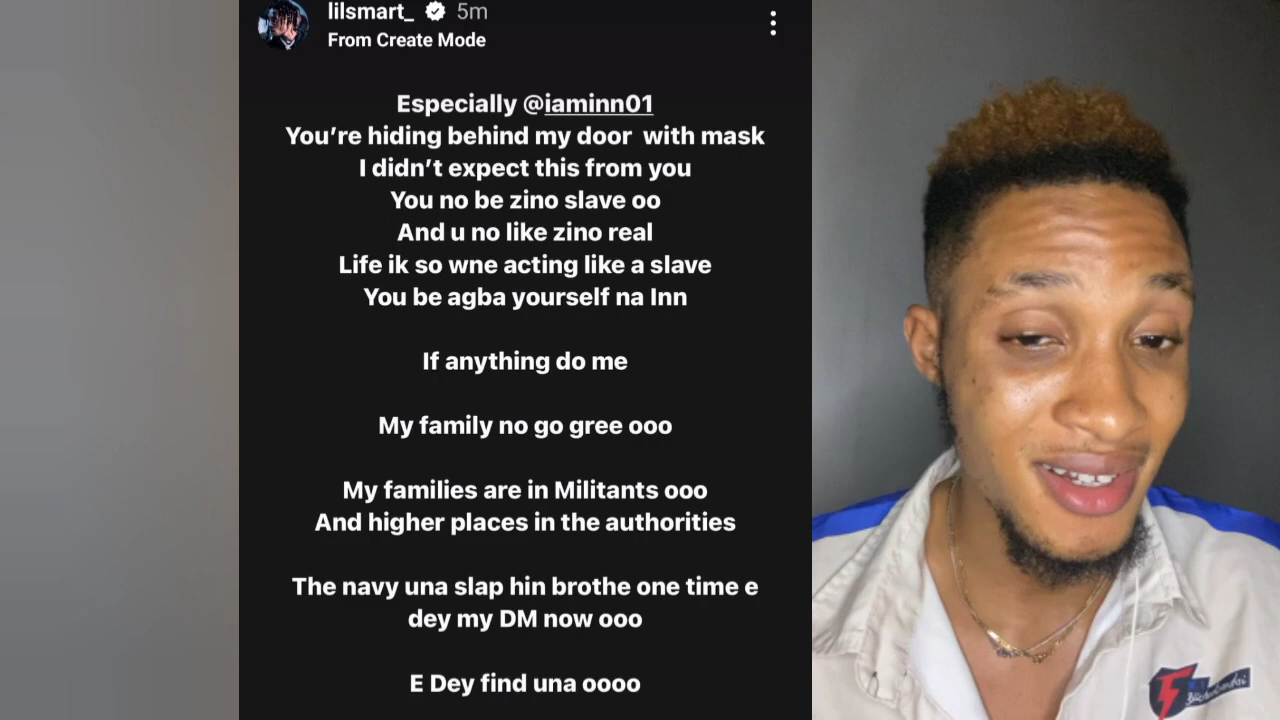 lilsmart_ 5m
From Create Mode
Especially @iaminn01
You're hiding behind my door with mask
I didn't expect this from you
You no be zino slave oo
And u no like zino real
Life ik so wne acting like a slave
You be agba yourself na Inn
If anything do me
My family no go gree ooo
My families are in Militants ooo
And higher places in the authorities
The navy una slap hin brothe one time e
dey my DM now ooo
E Dey find una oooo